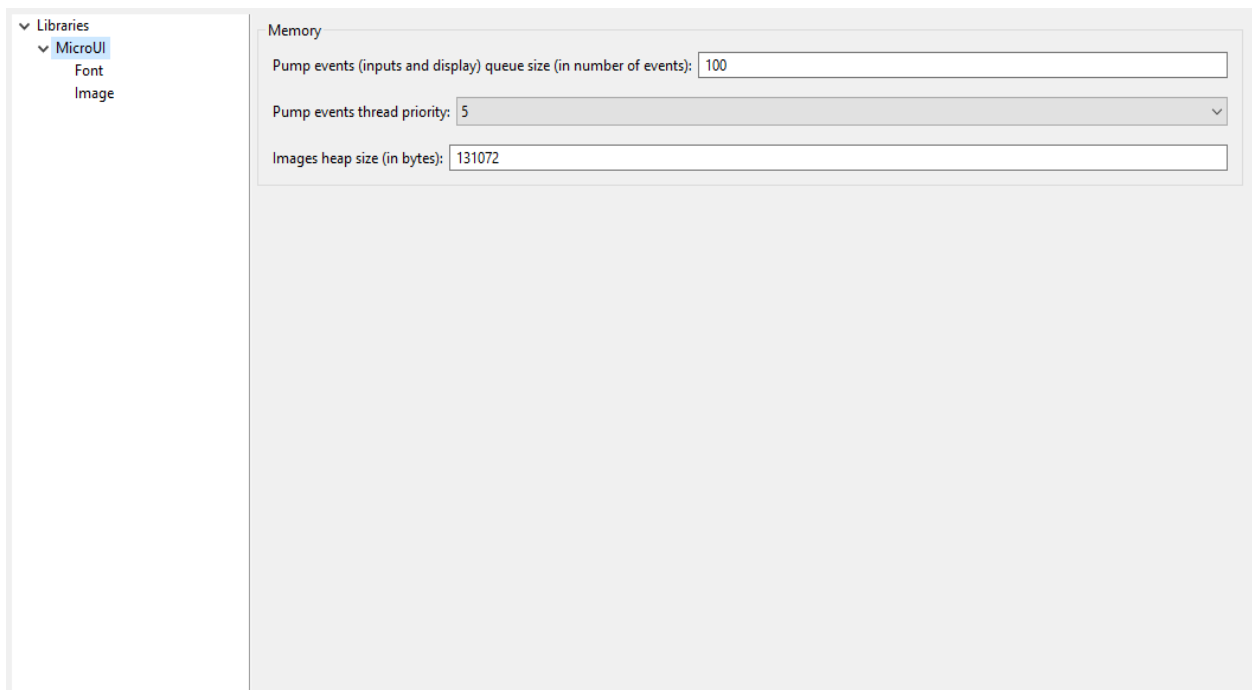 Libraries
MicroUI
Font
Image
Memory
Pump events (inputs and display) queue size (in number of events): 100
Pump events thread priority: 5
Images heap size (in bytes): 131072